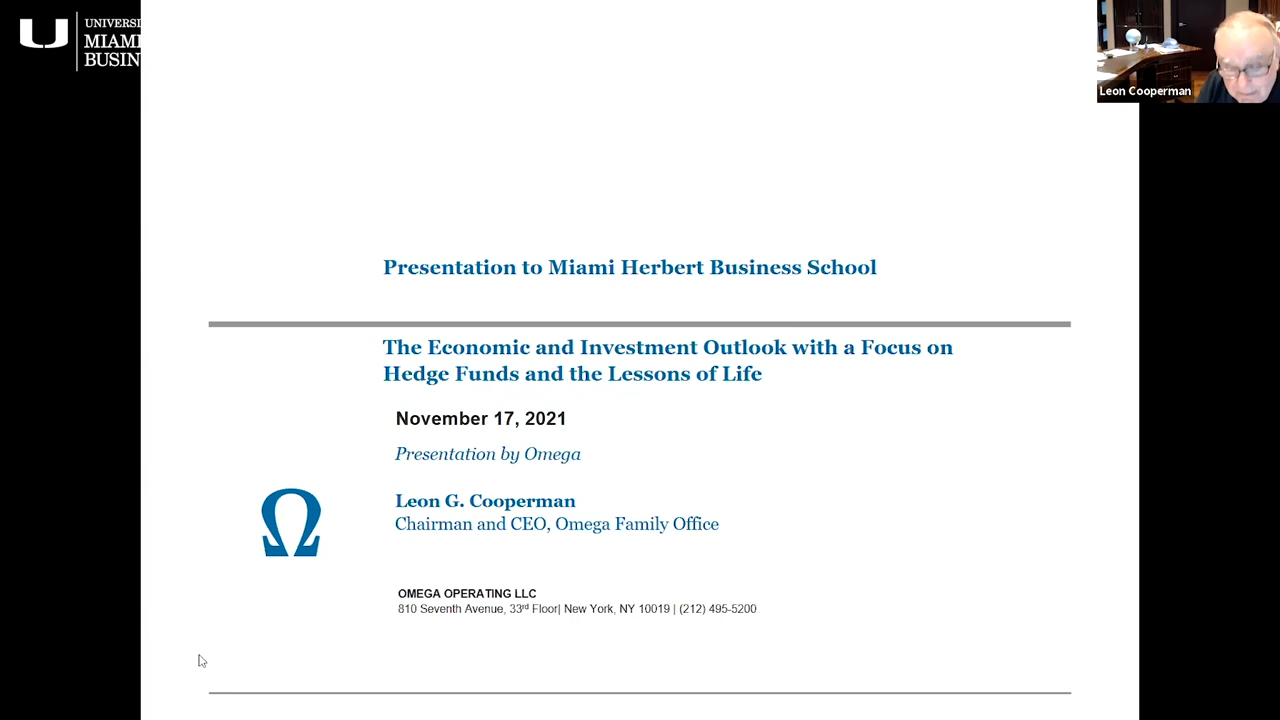 UNIVERSI
MIAMI
BUSIN
Leon Cooperman
Presentation to Miami Herbert Business School
The Economic and Investment Outlook with a Focus on
Hedge Funds and the Lessons of Life
November 17, 2021
Presentation by Omega
Leon G. Cooperman
Chairman and CEO, Omega Family Office
Ω
OMEGA OPERATING LLC
810 Seventh Avenue, 33rd Floor| New York, NY 10019 | (212) 495-5200